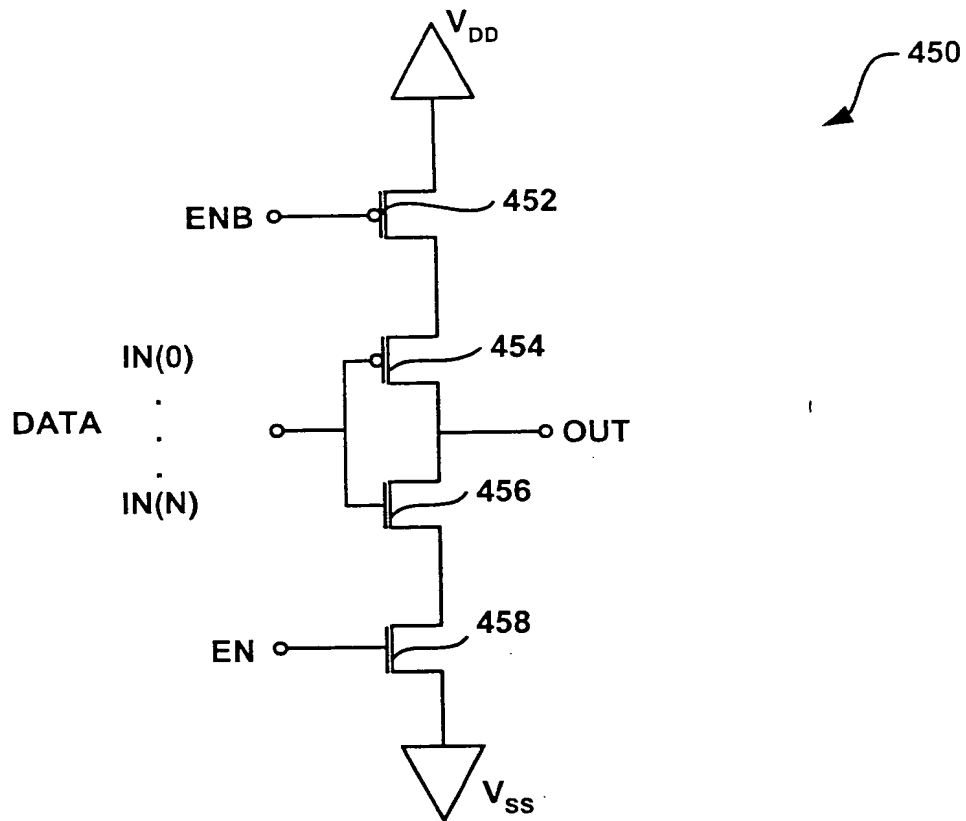 V_DD
450
ENB
452
IN(0)
454
.
DATA
.
OUT
.
IN(N)
456
EN
458
V_SS